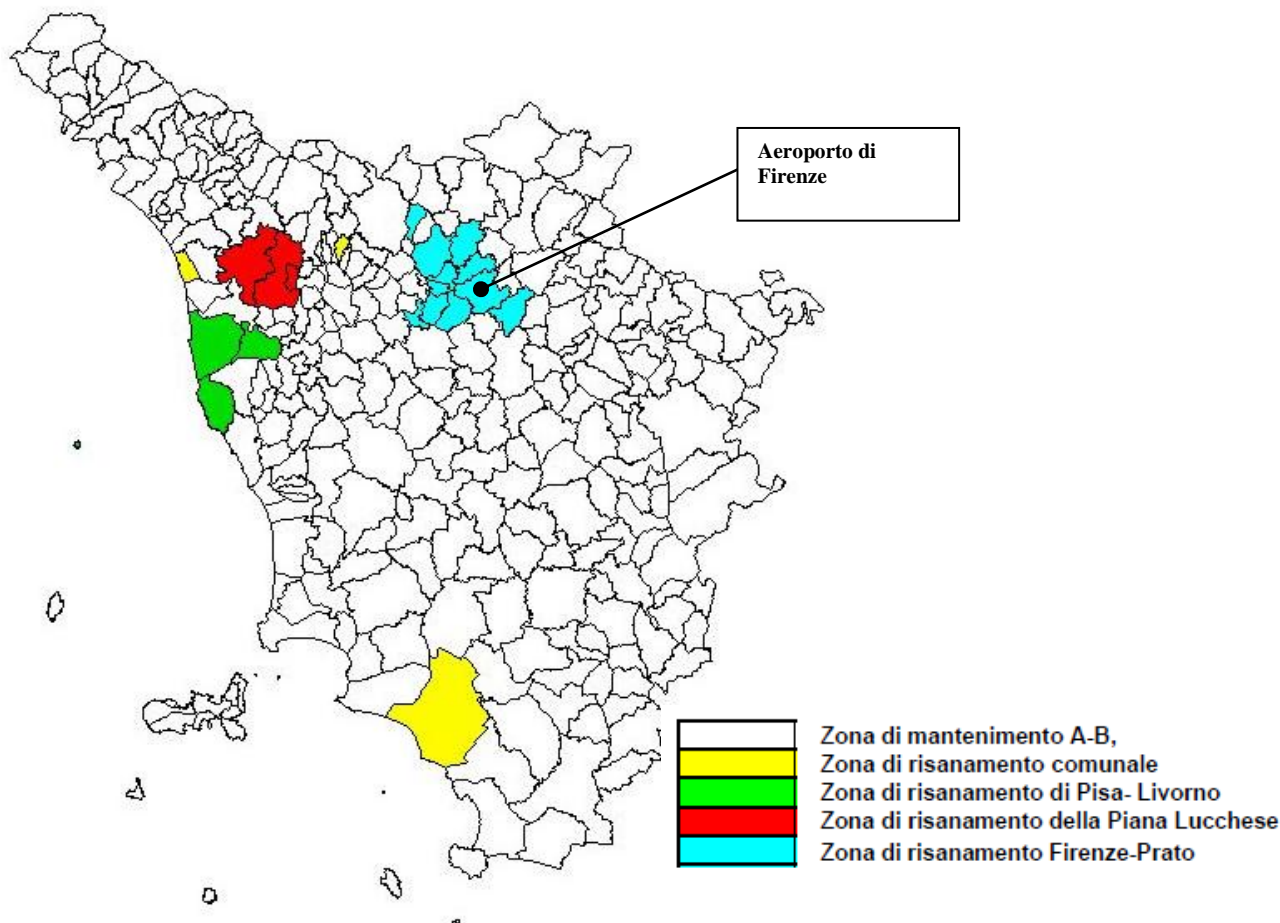 Aeroporto di
Firenze
Zona di mantenimento A-B,
Zona di risanamento comunale
Zona di risanamento di Pisa- Livorno
Zona di risanamento della Piana Lucchese
Zona di risanamento Firenze-Prato